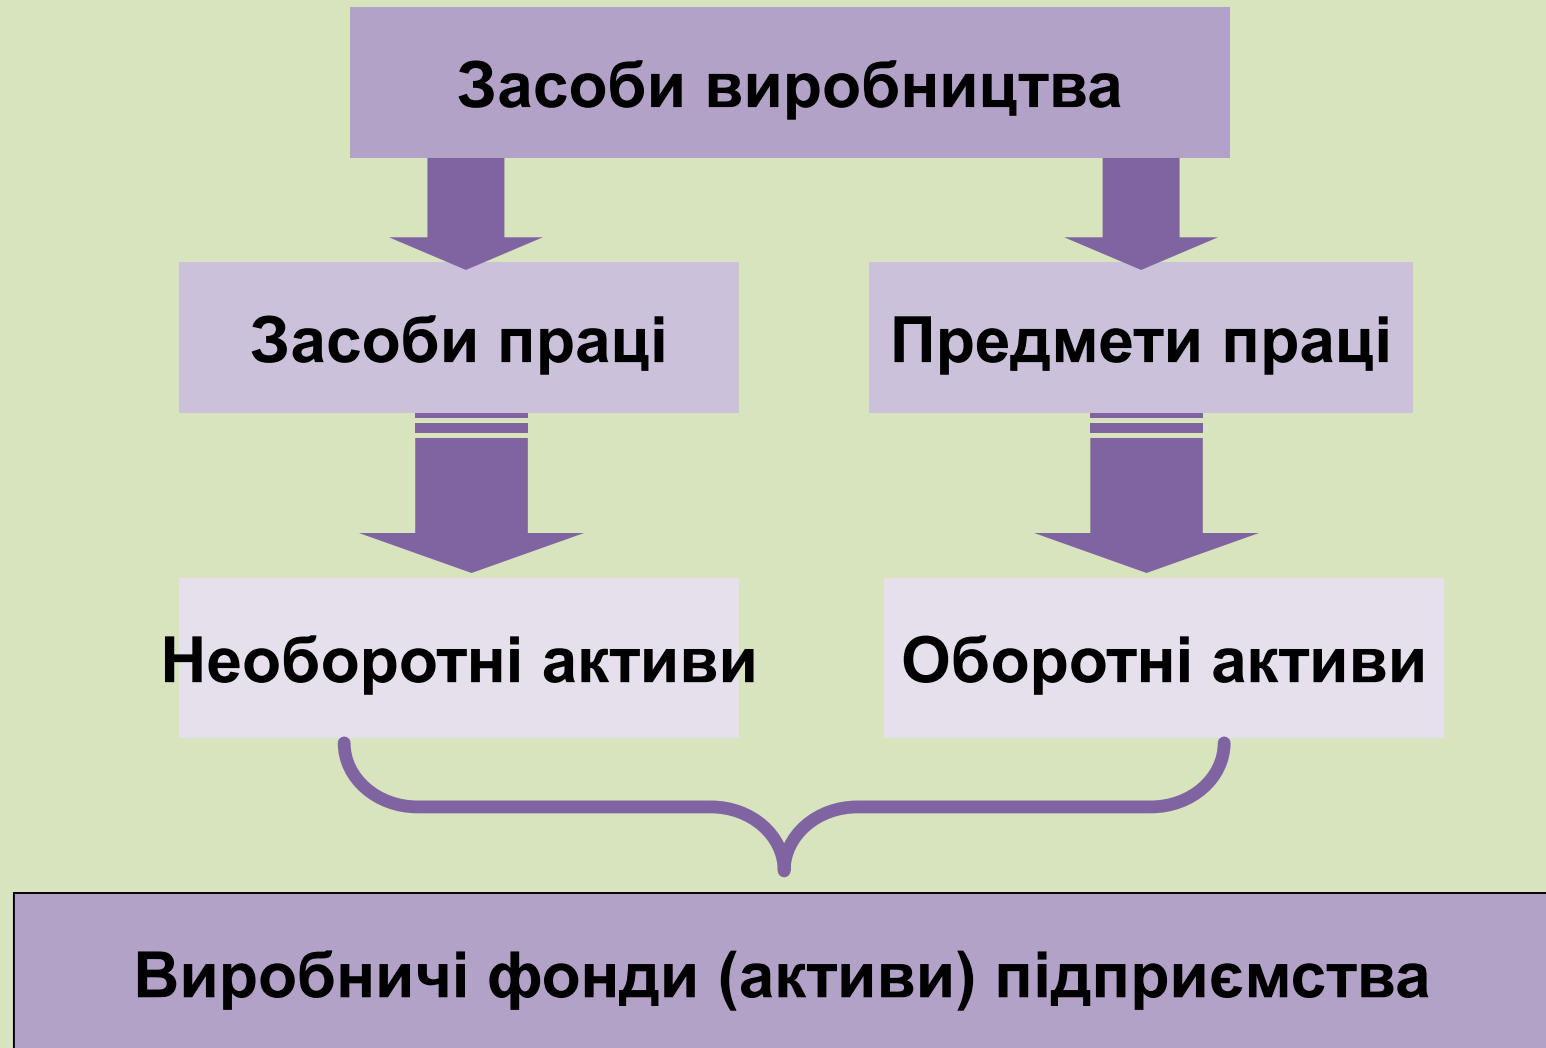 Засоби виробництва
Засоби праці
Предмети праці
Необоротні активи
Оборотні активи
Виробничі фонди (активи) підприємства